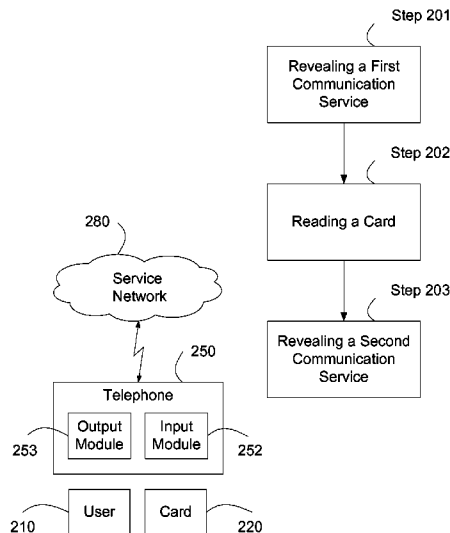 Step 201
Revealing a First
Communication
Service
Step 202
Reading a Card
Step 203
Revealing a Second
Communication
Service
280
Service
Network
250
Telephone
Output
Module
Input
Module
253
252
User
Card
210
220